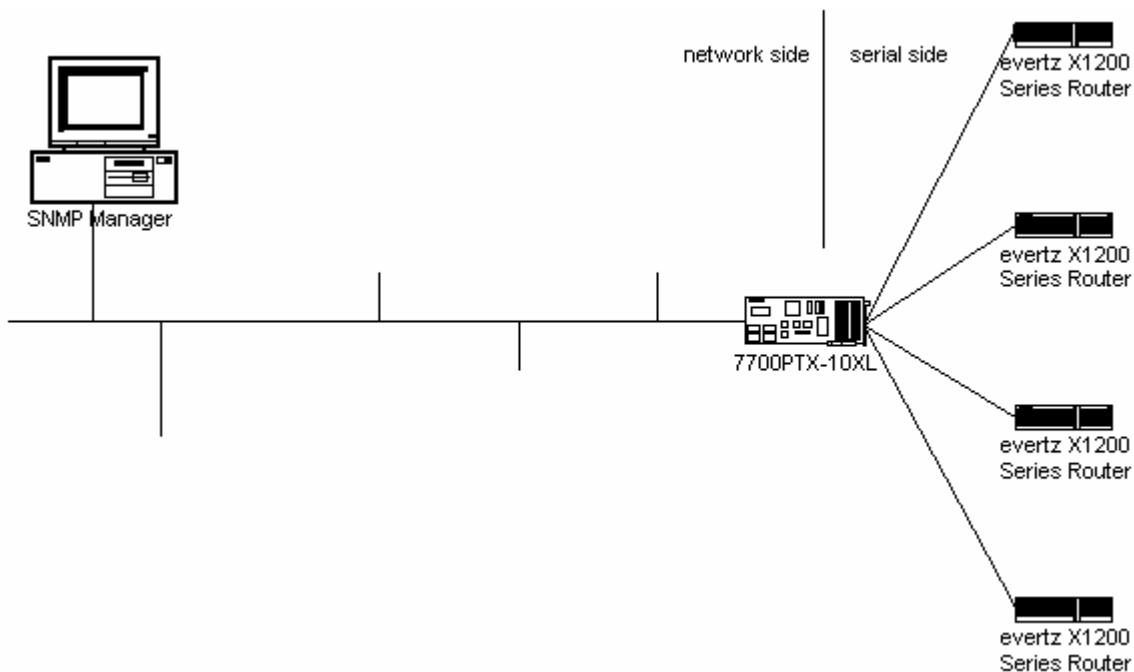 network side
serial side
evertz X1200
Series Router
SNMP Manager
evertz X1200
Series Router
7700PTX-10XL
evertz X1200
Series Router
evertz X1200
Series Router